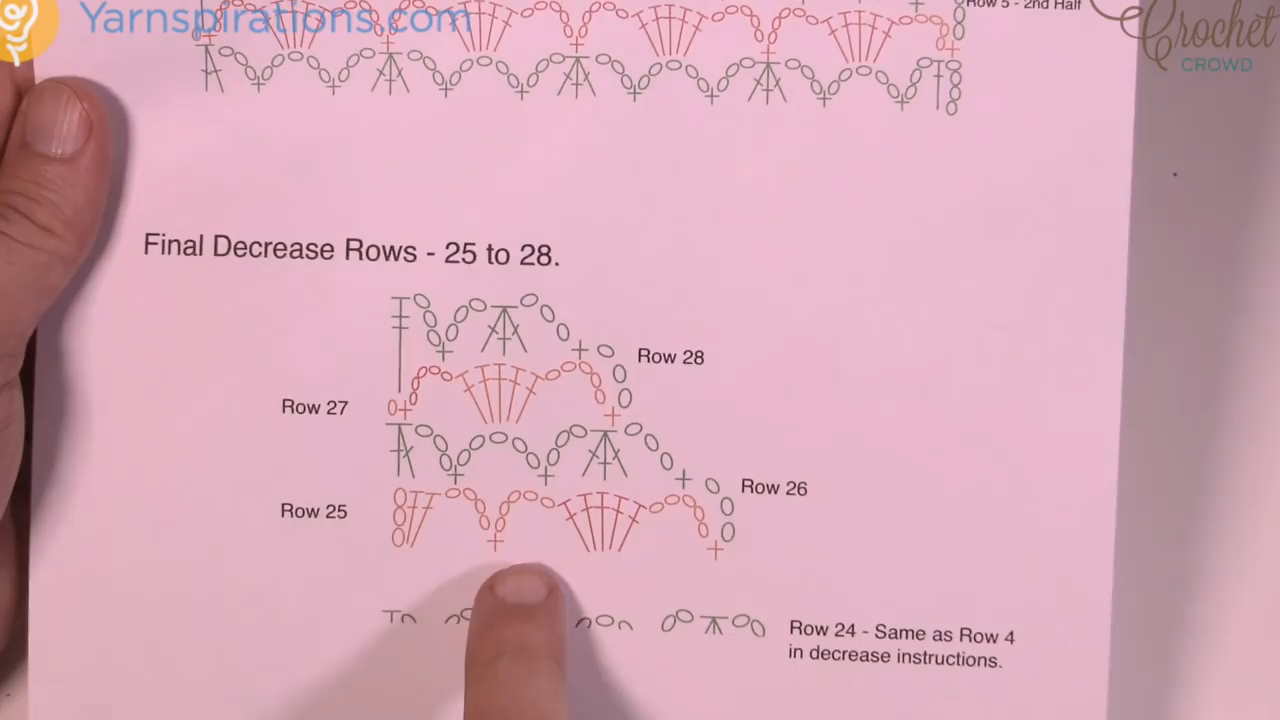 Yarnspirations.com
Row 5 - 2nd Half
Crochet
CROWD
Final Decrease Rows - 25 to 28.
Row 28
Row 27
Row 26
Row 25
Row 24 - Same as Row 4
in decrease instructions.